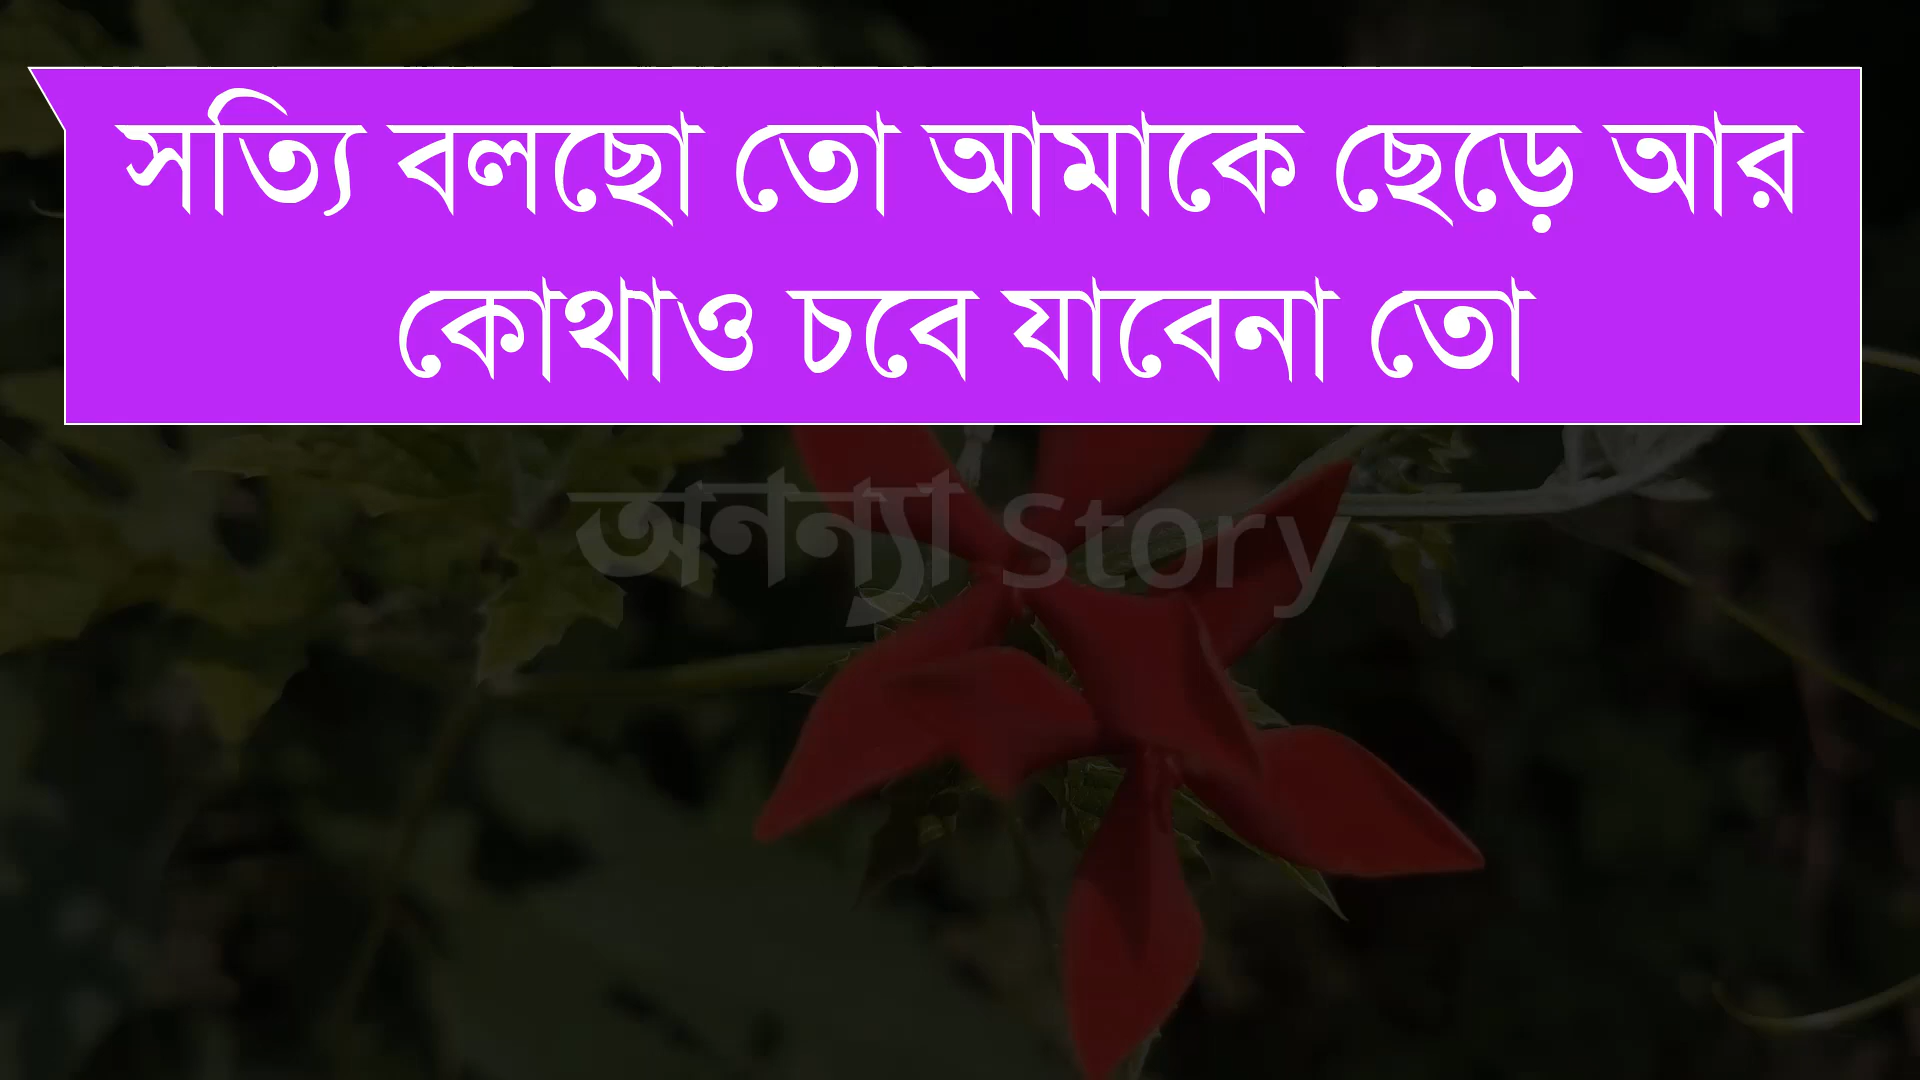 সত্যি বলছো তো আমাকে ছেড়ে আর
কোথাও চবে যাবেনা তো
অনন্যা Story